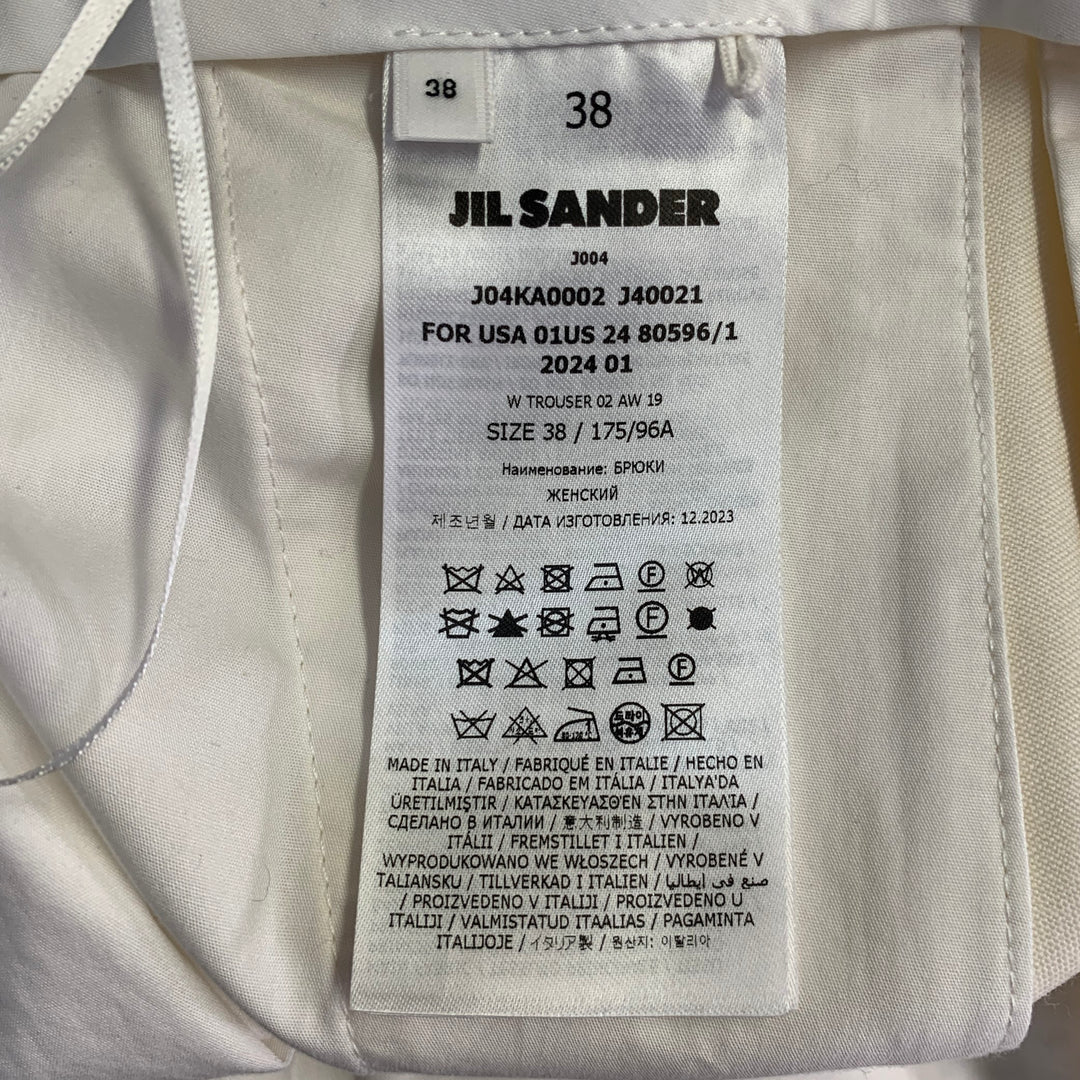 38
38
JIL SANDER
J004
J04KA0002 J40021
FOR USA 01US 24 80596/1
2024 01
W TROUSER 02 AW 19
SIZE 38 / 175/96A
Наименование: БРЮКИ
ЖЕНСКИЙ
제조년월 / ДАТА ИЗГОТОВЛЕНИЯ: 12.2023
F W
F
F
드라이
MADE IN ITALY / FABRIQUÉ EN ITALIE / HECHO EN
ITALIA / FABRICADO EM ITÁLIA / ITALYA'DA
ÜRETILMIŞTIR / ΚΑΤΑΣΚΕΥΑΣΘΈΝ ΣΤΗΝ ΙΤΑΛΊΑ /
СДЕЛАНО В ИТАЛИИ / 意大利制造 / VYROBENO V
ITÁLII / FREMSTILLET I ITALIEN /
WYPRODUKOWANO WE WŁOSZECH / VYROBENÉ V
TALIANSKU / TILLVERKAD I ITALIEN / صنع في إيطاليا
/ PROIZVEDENO V ITALIJI / PROIZVEDENO U
ITALIJI / VALMISTATUD ITAALIAS / PAGAMINTA
ITALIJOJE / イタリア製 / 원산지: 이탈리아